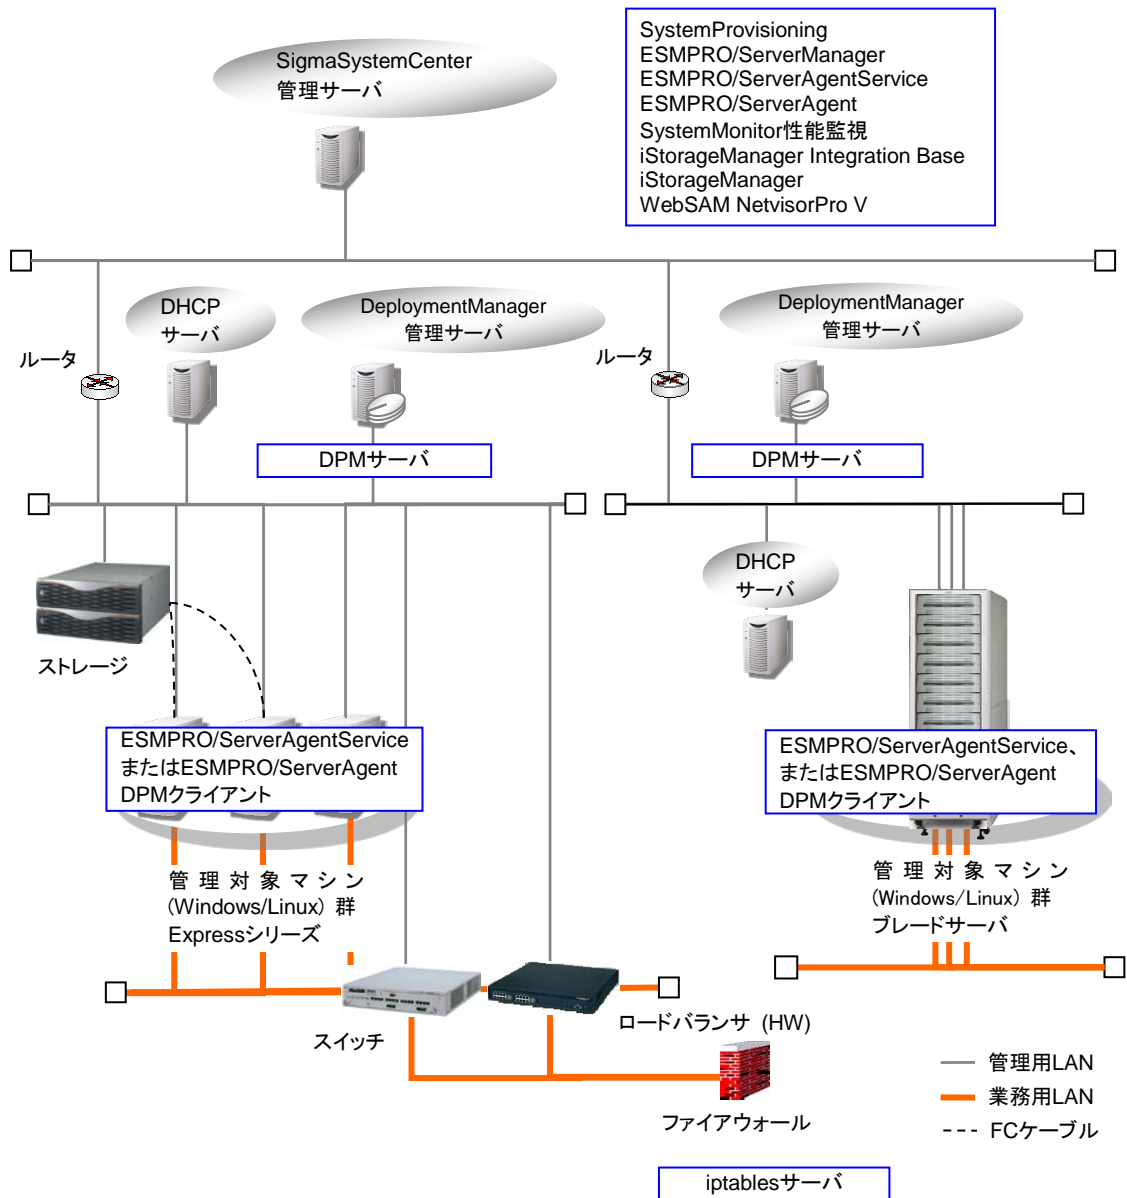 SigmaSystemCenter
管理サーバ
SystemProvisioning
ESMPRO/ServerManager
ESMPRO/ServerAgentService
ESMPRO/ServerAgent
SystemMonitor性能監視
iStorageManager Integration Base
iStorageManager
WebSAM NetvisorPro V
DHCP
サーバ
DeploymentManager
管理サーバ
DeploymentManager
管理サーバ
ルータ
ルータ
DPMサーバ
DPMサーバ
DHCP
サーバ
ストレージ
ESMPRO/ServerAgentService
またはESMPRO/ServerAgent
DPMクライアント
ESMPRO/ServerAgentService、
またはESMPRO/ServerAgent
DPMクライアント
管理対象マシン
(Windows/Linux) 群
Expressシリーズ
管理対象マシン
(Windows/Linux) 群
ブレードサーバ
スイッチ
ロードバランサ (HW)
ファイアウォール
管理用LAN
業務用LAN
FCケーブル
iptablesサーバ